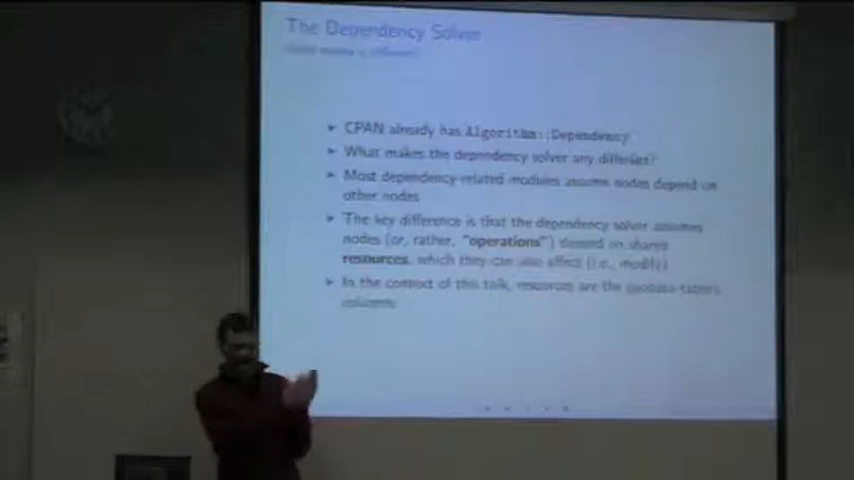 The Dependency Solver
► CPAN already has Algorithm::Dependency
► What makes the dependency solver any different?
► Most dependency-related modules assume nodes depend on
other nodes
► The key difference is that the dependency solver assumes
nodes (or, rather, "operations") depend on shared
resources, which they can also affect (i.e., modify)
► In the context of this talk, resources are the
columns